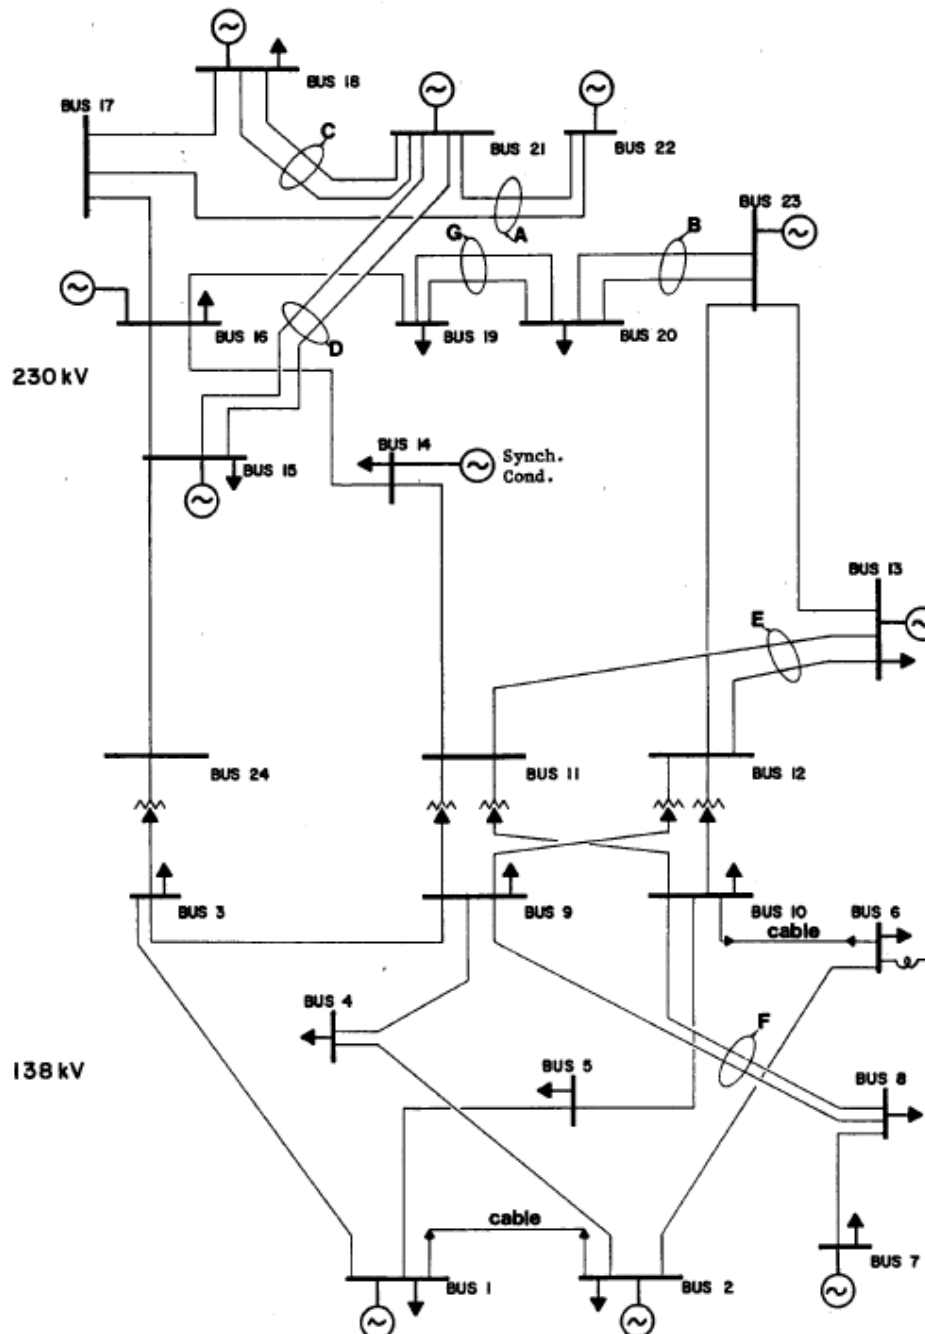 BUS 18
BUS 17
C
BUS 21
BUS 22
A
BUS 23
G
B
BUS 16
D
BUS 19
BUS 20
230 kV
BUS 14
Synch.
Cond.
BUS 15
BUS 13
E
BUS 24
BUS 11
BUS 12
BUS 3
BUS 9
BUS 10
BUS 6
cable
BUS 4
F
138 kV
BUS 5
BUS 8
cable
BUS 7
BUS 1
BUS 2